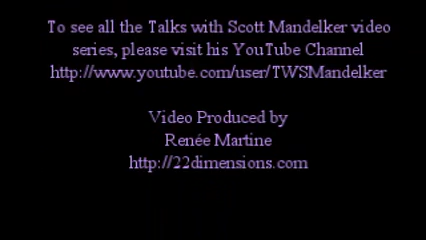 To see all the Talks with Scott Mandelker video
series, please visit his YouTube Channel
http://www.youtube.com/user/TWSMandelker
Video Produced by
Renée Martine
http://22dimensions.com